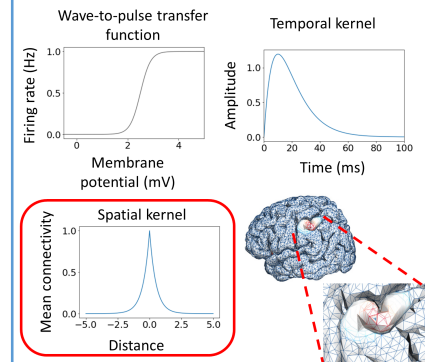 Wave-to-pulse transfer
function
Firing rate (Hz)
1.0
0.5
0.0
0
2
4
Membrane
potential (mV)
Temporal kernel
Amplitude
1.0
0.5
0.0
0
20
40
60
80
100
Time (ms)
Spatial kernel
Mean connectivity
1.0
0.5
0.0
−5.0
−2.5
0.0
2.5
5.0
Distance